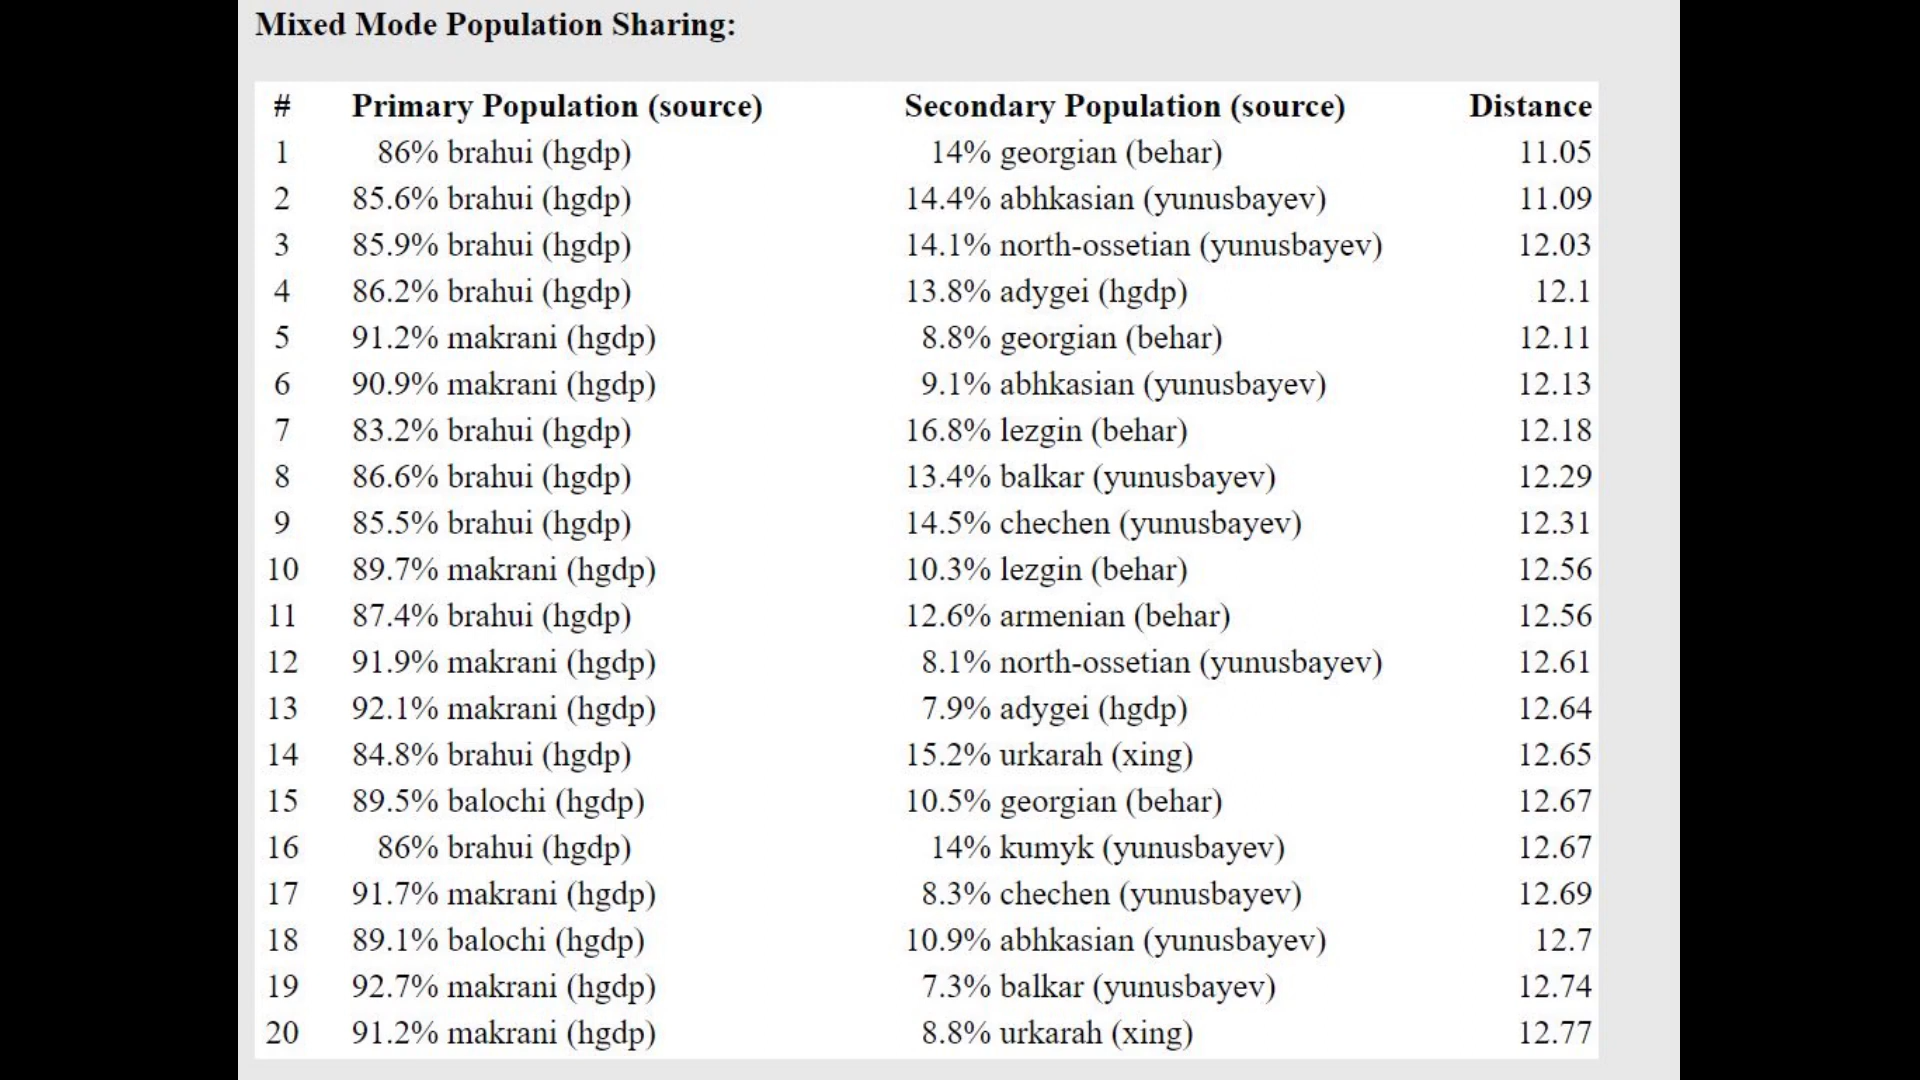 Mixed Mode Population Sharing:
# Primary Population (source) Secondary Population (source) Distance
1 86% brahui (hgdp) 14% georgian (behar) 11.05
2 85.6% brahui (hgdp) 14.4% abhkasian (yunusbayev) 11.09
3 85.9% brahui (hgdp) 14.1% north-ossetian (yunusbayev) 12.03
4 86.2% brahui (hgdp) 13.8% adygei (hgdp) 12.1
5 91.2% makrani (hgdp) 8.8% georgian (behar) 12.11
6 90.9% makrani (hgdp) 9.1% abhkasian (yunusbayev) 12.13
7 83.2% brahui (hgdp) 16.8% lezgin (behar) 12.18
8 86.6% brahui (hgdp) 13.4% balkar (yunusbayev) 12.29
9 85.5% brahui (hgdp) 14.5% chechen (yunusbayev) 12.31
10 89.7% makrani (hgdp) 10.3% lezgin (behar) 12.56
11 87.4% brahui (hgdp) 12.6% armenian (behar) 12.56
12 91.9% makrani (hgdp) 8.1% north-ossetian (yunusbayev) 12.61
13 92.1% makrani (hgdp) 7.9% adygei (hgdp) 12.64
14 84.8% brahui (hgdp) 15.2% urkarah (xing) 12.65
15 89.5% balochi (hgdp) 10.5% georgian (behar) 12.67
16 86% brahui (hgdp) 14% kumyk (yunusbayev) 12.67
17 91.7% makrani (hgdp) 8.3% chechen (yunusbayev) 12.69
18 89.1% balochi (hgdp) 10.9% abhkasian (yunusbayev) 12.7
19 92.7% makrani (hgdp) 7.3% balkar (yunusbayev) 12.74
20 91.2% makrani (hgdp) 8.8% urkarah (xing) 12.77